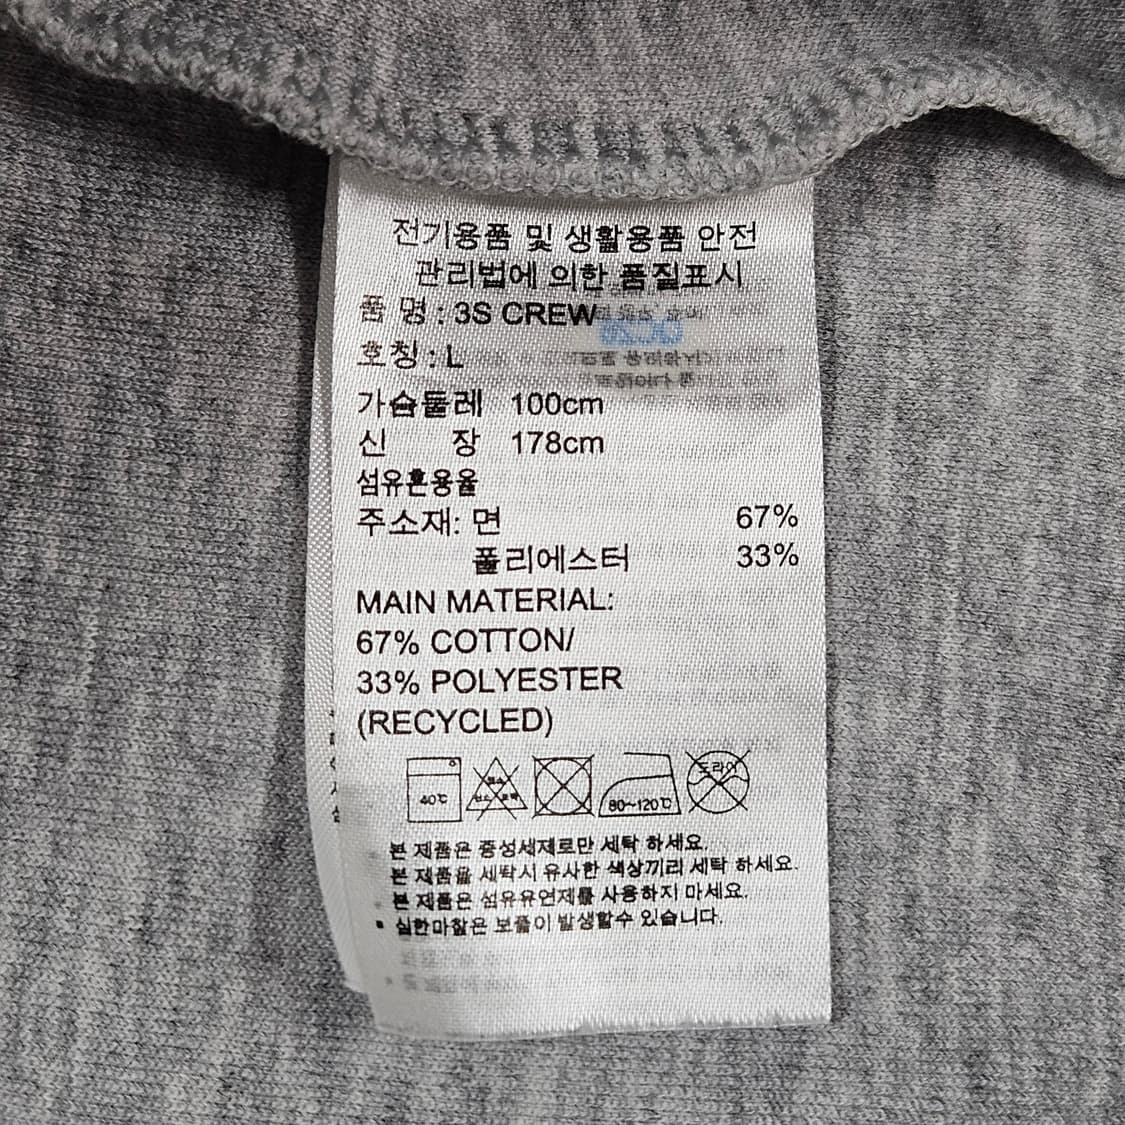 전기용품 및 생활용품 안전
관리법에 의한 품질표시
품 명 : 3S CREW
호칭 : L
가슴둘레 100cm
신 장 178cm
섬유혼용율
주소재: 면 67%
폴리에스터 33%
MAIN MATERIAL:
67% COTTON/
33% POLYESTER
(RECYCLED)
40℃ 80~120℃ 드라이
본 제품은 중성세제로만 세탁 하세요.
본 제품을 세탁시 유사한 색상끼리 세탁 하세요.
본 제품은 섬유유연제를 사용하지 마세요.
▪ 심한마찰은 보풀이 발생할수 있습니다.